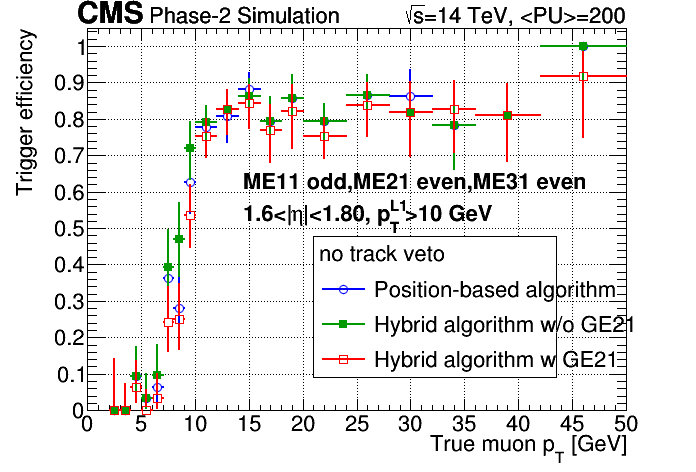 CMS Phase-2 Simulation √s=14 TeV, <PU>=200
Trigger efficiency
1
0.9
0.8
0.7
0.6
0.5
0.4
0.3
0.2
0.1
0
ME11 odd,ME21 even,ME31 even
1.6<|η|<1.80, p_T^L1>10 GeV
no track veto
Position-based algorithm
Hybrid algorithm w/o GE21
Hybrid algorithm w GE21
0 5 10 15 20 25 30 35 40 45 50
True muon p_T [GeV]